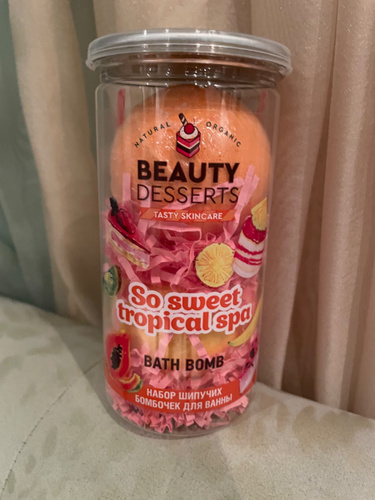 NATURAL ORGANIC
BEAUTY
DESSERTS
TASTY SKINCARE
So sweet
tropical spa
BATH BOMB
НАБОР ШИПУЧИХ
БОМБОЧЕК ДЛЯ ВАННЫ